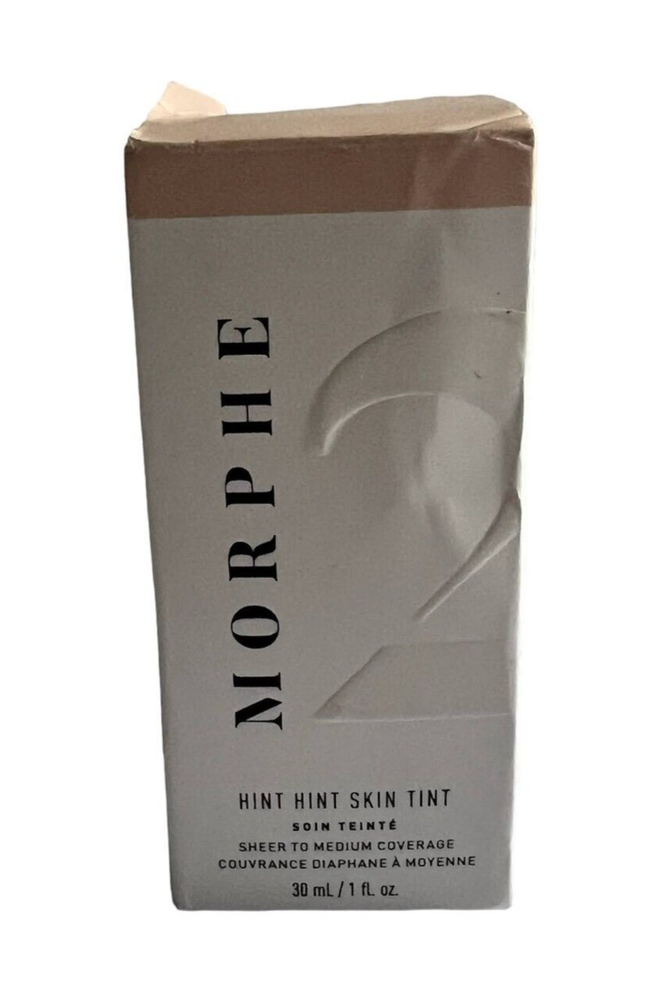 MORPHE
2
HINT HINT SKIN TINT
SOIN TEINTÉ
SHEER TO MEDIUM COVERAGE
COUVRANCE DIAPHANE À MOYENNE
30 mL / 1 fL. oz.